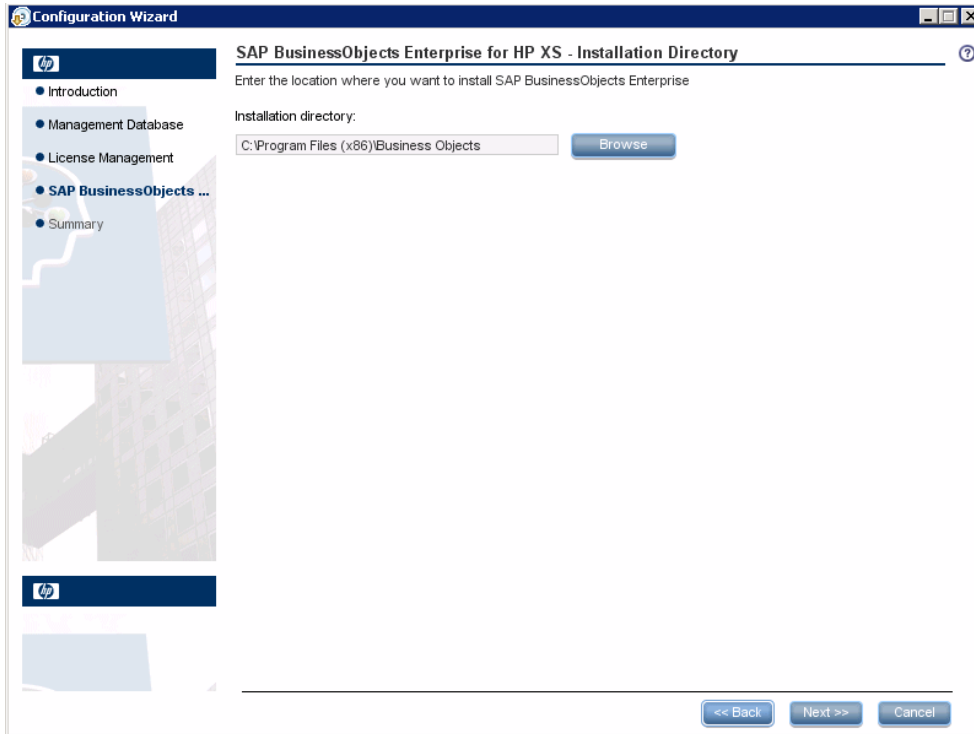 Configuration Wizard
hp
Introduction
Management Database
License Management
SAP BusinessObjects ...
Summary
hp
SAP BusinessObjects Enterprise for HP XS - Installation Directory
?
Enter the location where you want to install SAP BusinessObjects Enterprise
Installation directory:
C:\Program Files (x86)\Business Objects
Browse
<< Back
Next >>
Cancel